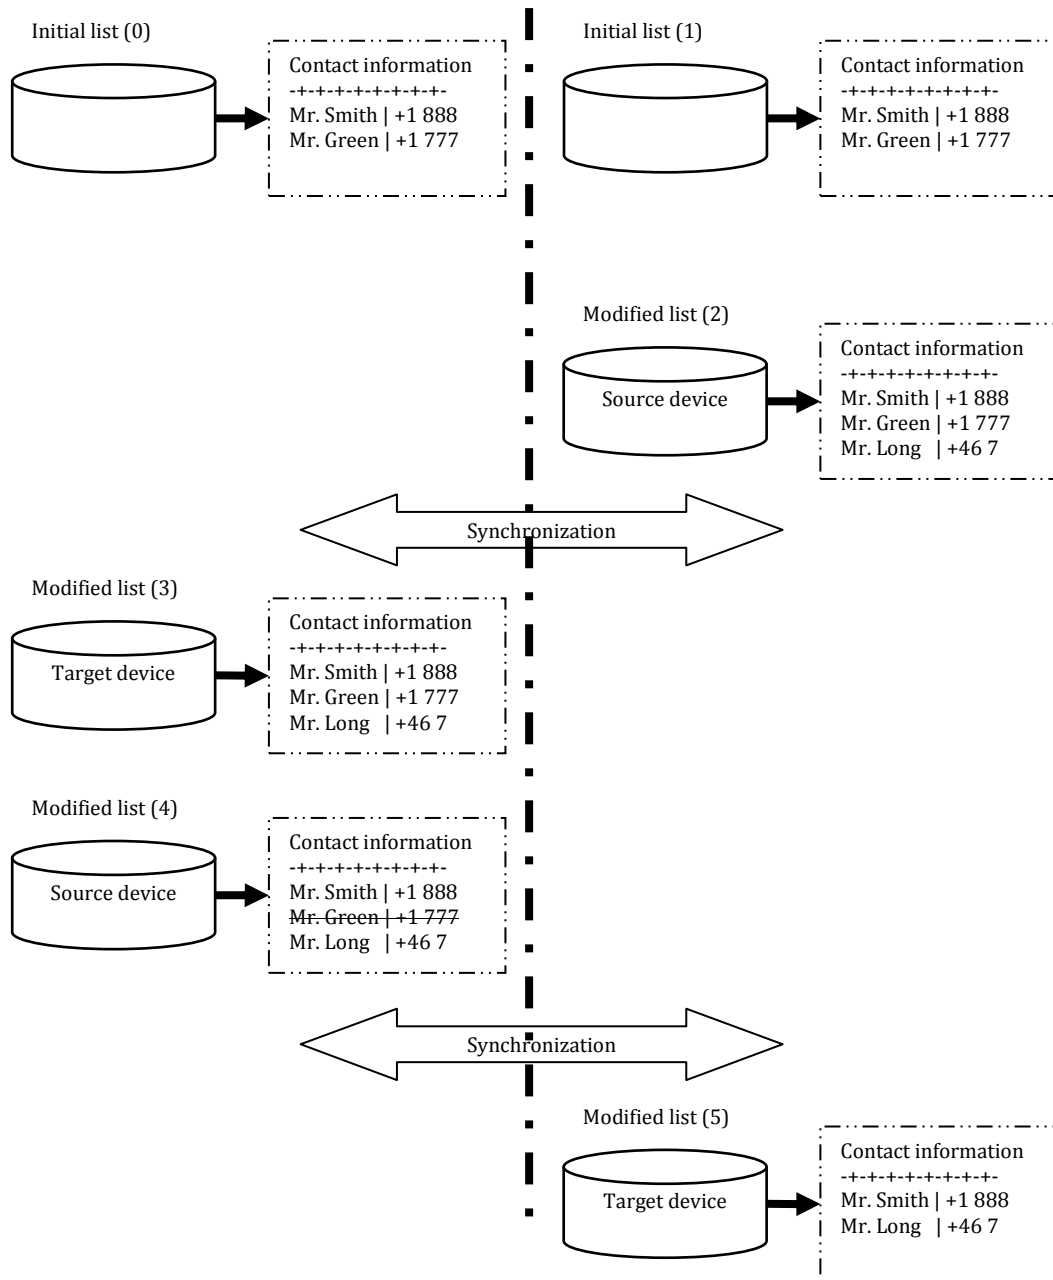 Initial list (0)
Contact information
-+-+-+-+-+-+-+-+-
Mr. Smith | +1 888
Mr. Green | +1 777
Initial list (1)
Contact information
-+-+-+-+-+-+-+-+-
Mr. Smith | +1 888
Mr. Green | +1 777
Modified list (2)
Source device
Contact information
-+-+-+-+-+-+-+-+-
Mr. Smith | +1 888
Mr. Green | +1 777
Mr. Long | +46 7
Synchronization
Modified list (3)
Target device
Contact information
-+-+-+-+-+-+-+-+-
Mr. Smith | +1 888
Mr. Green | +1 777
Mr. Long | +46 7
Modified list (4)
Source device
Contact information
-+-+-+-+-+-+-+-+-
Mr. Smith | +1 888
Mr. Green | +1 777
Mr. Long | +46 7
Synchronization
Modified list (5)
Target device
Contact information
-+-+-+-+-+-+-+-+-
Mr. Smith | +1 888
Mr. Long | +46 7